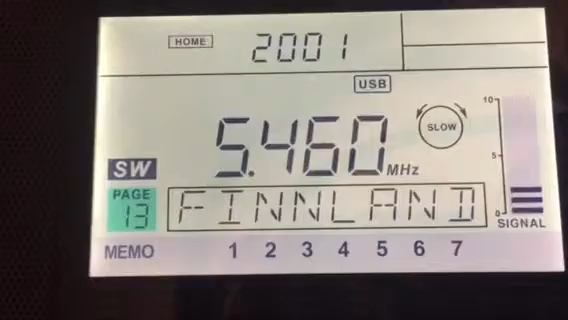 HOME 2001
USB
10
5.460 MHz
SLOW
5
SW
PAGE
13
FINNLAND
0
SIGNAL
MEMO 1 2 3 4 5 6 7